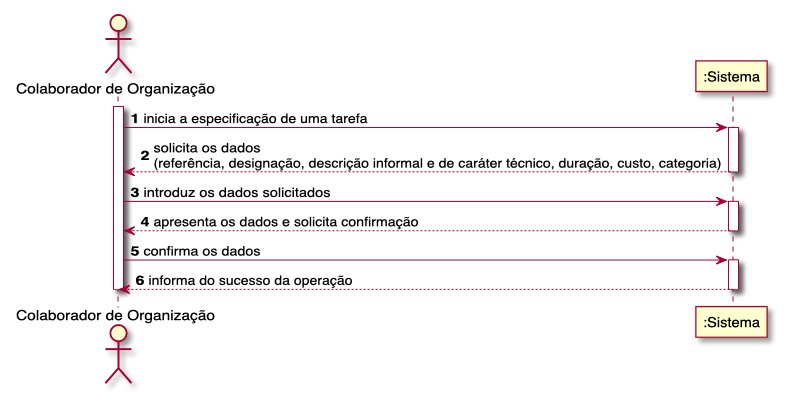 Colaborador de Organização
:Sistema
1 inicia a especificação de uma tarefa
2 solicita os dados
(referência, designação, descrição informal e de caráter técnico, duração, custo, categoria)
3 introduz os dados solicitados
4 apresenta os dados e solicita confirmação
5 confirma os dados
6 informa do sucesso da operação
Colaborador de Organização
:Sistema